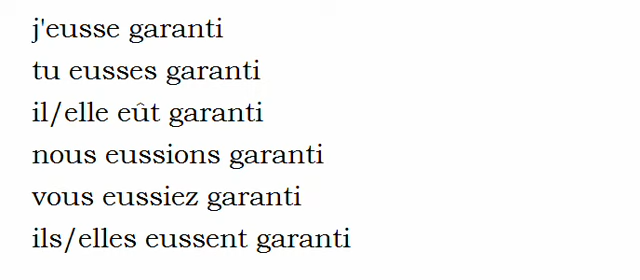 j'eusse garanti
tu eusses garanti
il/elle eût garanti
nous eussions garanti
vous eussiez garanti
ils/elles eussent garanti